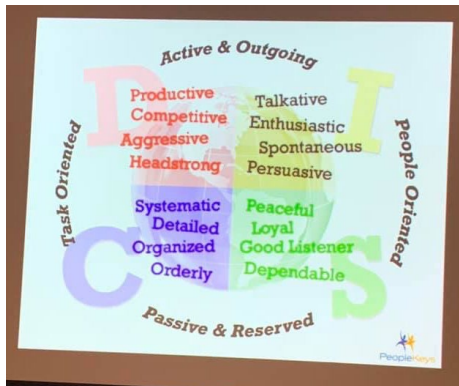 Active & Outgoing
D
I
Productive
Competitive
Aggressive
Headstrong
Talkative
Enthusiastic
Spontaneous
Persuasive
Task Oriented
People Oriented
Systematic
Detailed
Organized
Orderly
Peaceful
Loyal
Good Listener
Dependable
C
S
Passive & Reserved
PeopleKeys